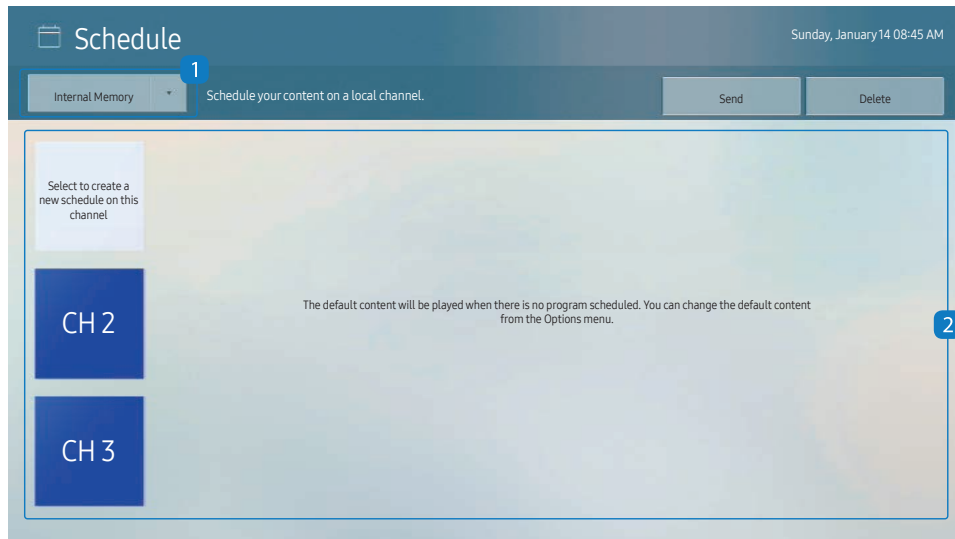 Schedule
Sunday, January 14 08:45 AM
1
Internal Memory
Schedule your content on a local channel.
Send
Delete
Select to create a
new schedule on this
channel
CH 2
The default content will be played when there is no program scheduled. You can change the default content
from the Options menu.
2
CH 3